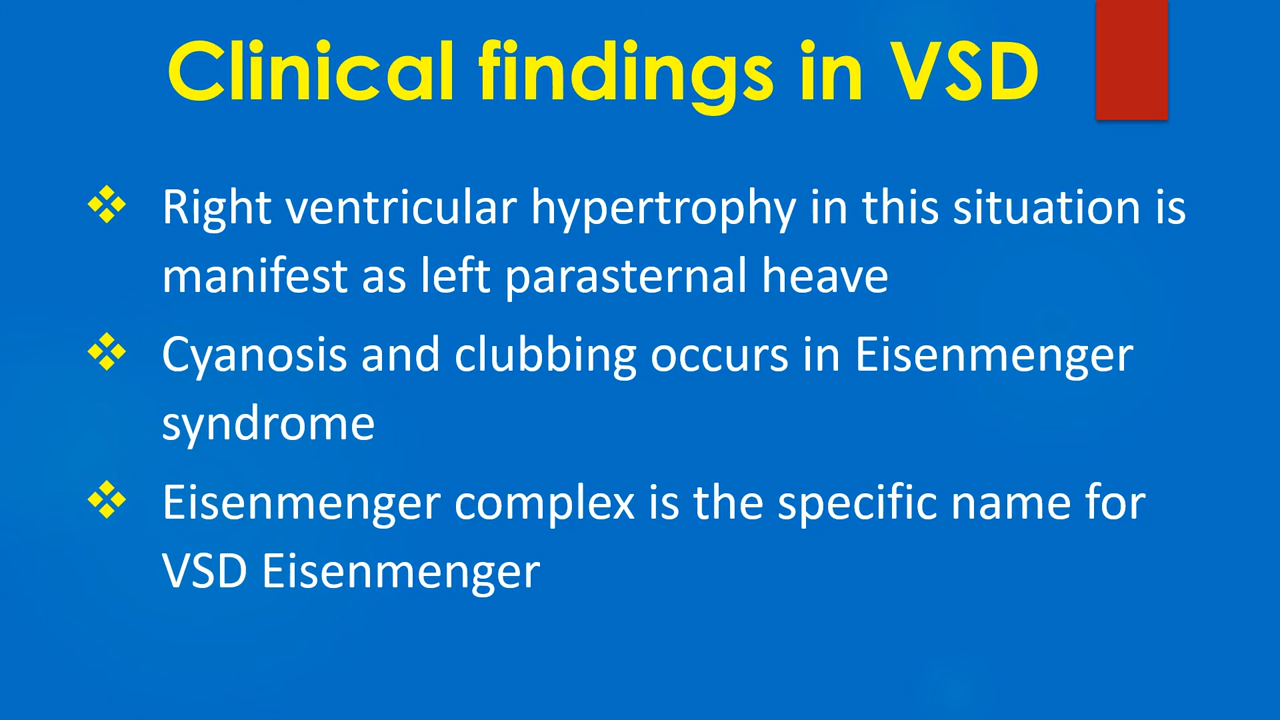 Clinical findings in VSD
Right ventricular hypertrophy in this situation is
manifest as left parasternal heave
Cyanosis and clubbing occurs in Eisenmenger
syndrome
Eisenmenger complex is the specific name for
VSD Eisenmenger